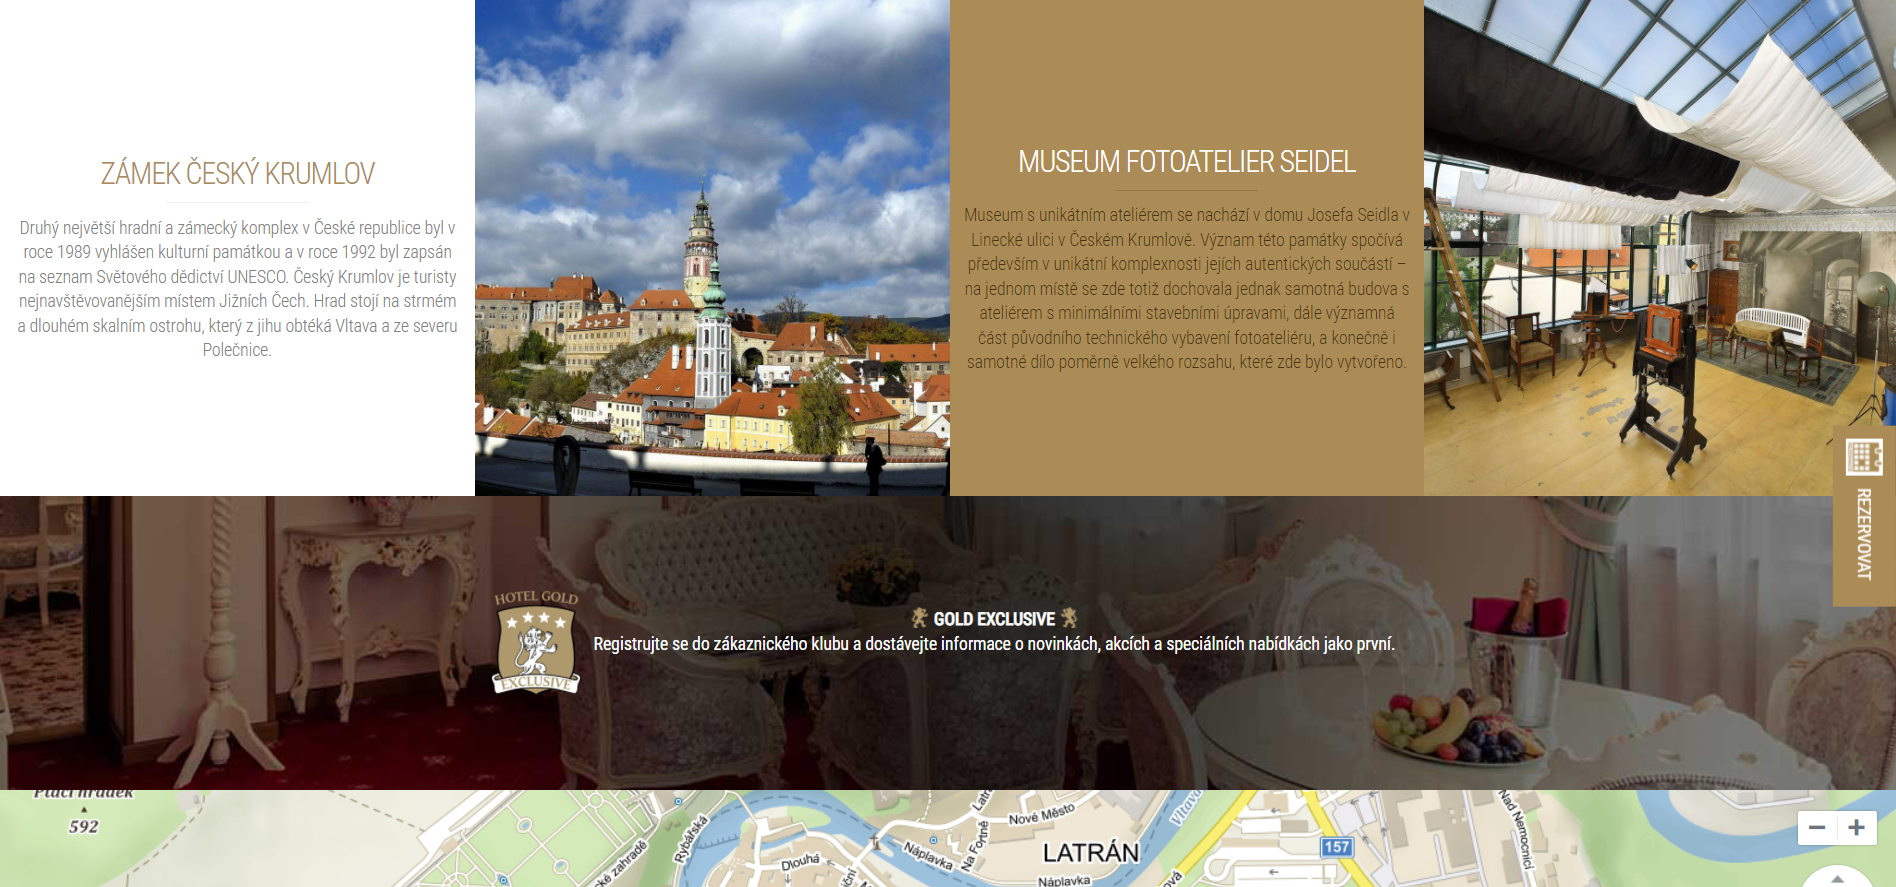 ZÁMEK ČESKÝ KRUMLOV
Druhý největší hradní a zámecký komplex v České republice byl v
roce 1989 vyhlášen kulturní památkou a v roce 1992 byl zapsán
na seznam Světového dědictví UNESCO. Český Krumlov je turisty
nejnavštěvovanějším místem Jižních Čech. Hrad stojí na strmém
a dlouhém skalním ostrohu, který z jihu obtéká Vltava a ze severu
Polečnice.
MUSEUM FOTOATELIER SEIDEL
Museum s unikátním ateliérem se nachází v domu Josefa Seidla v
Linecké ulici v Českém Krumlově. Význam této památky spočívá
především v unikátní komplexnosti jejích autentických součástí –
na jednom místě se zde totiž dochovala jednak samotná budova s
ateliérem s minimálními stavebními úpravami, dále významná
část původního technického vybavení fotoateliéru, a konečně i
samotné dílo poměrně velkého rozsahu, které zde bylo vytvořeno.
REZERVOVAT
HOTEL GOLD
EXCLUSIVE
GOLD EXCLUSIVE
Registrujte se do zákaznického klubu a dostávejte informace o novinkách, akcích a speciálních nabídkách jako první.
Ptačí hrádek
592
Rybářská
Dlouhá
Náplavka
Na Fortně
Nové Město
LATRÁN
Náplavka
Vltava
157
Nad Nemocnicí